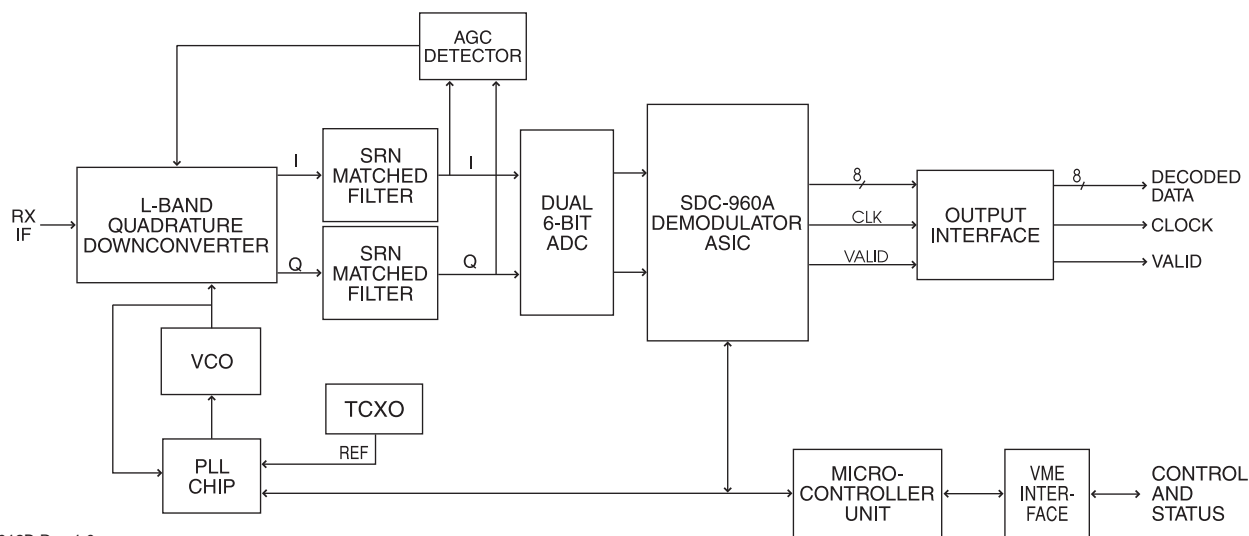 AGC
DETECTOR
I
SRN
MATCHED
FILTER
I
L-BAND
QUADRATURE
DOWNCONVERTER
RX
IF
Q
SRN
MATCHED
FILTER
Q
DUAL
6-BIT
ADC
SDC-960A
DEMODULATOR
ASIC
8
CLK
VALID
OUTPUT
INTERFACE
8
DECODED
DATA
CLOCK
VALID
VCO
TCXO
REF
PLL
CHIP
MICRO-
CONTROLLER
UNIT
VME
INTER-
FACE
CONTROL
AND
STATUS